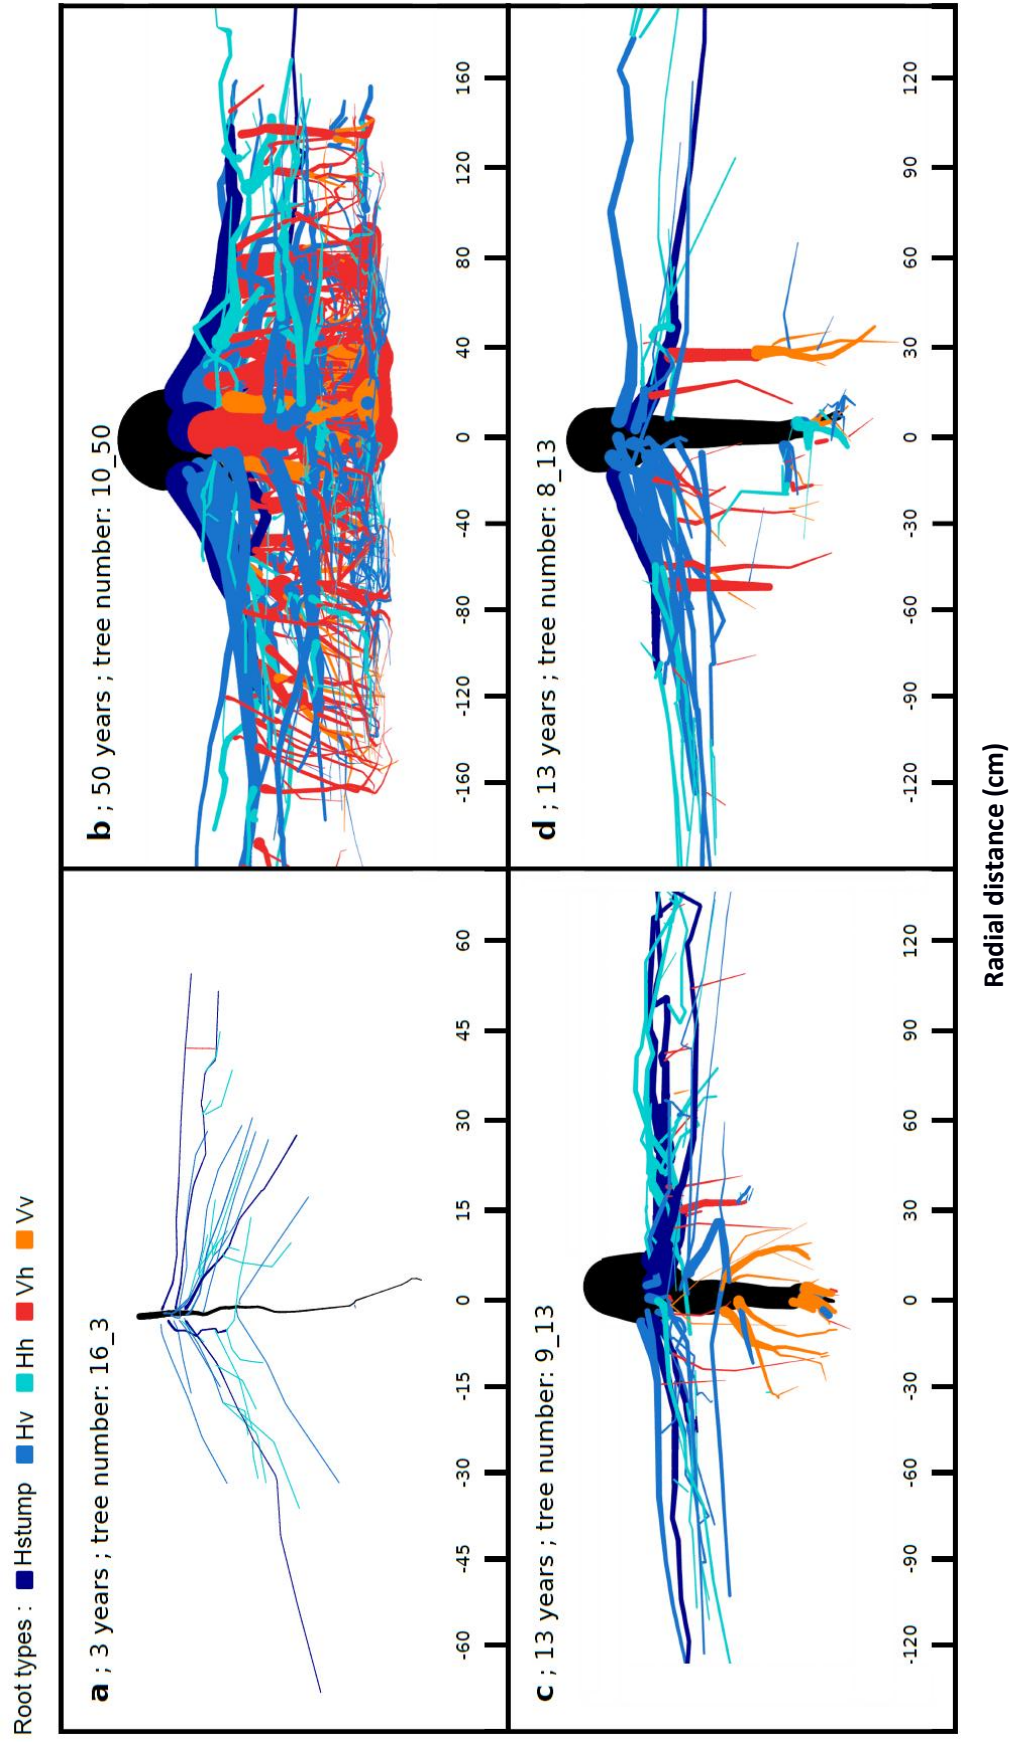 Root types : Hstump Hv Hh Vh Vv
a ; 3 years ; tree number: 16_3
-60 -45 -30 -15 0 15 30 45 60
b ; 50 years ; tree number: 10_50
-160 -120 -80 -40 0 40 80 120 160
c ; 13 years ; tree number: 9_13
-120 -90 -60 -30 0 30 60 90 120
d ; 13 years ; tree number: 8_13
-120 -90 -60 -30 0 30 60 90 120
Radial distance (cm)